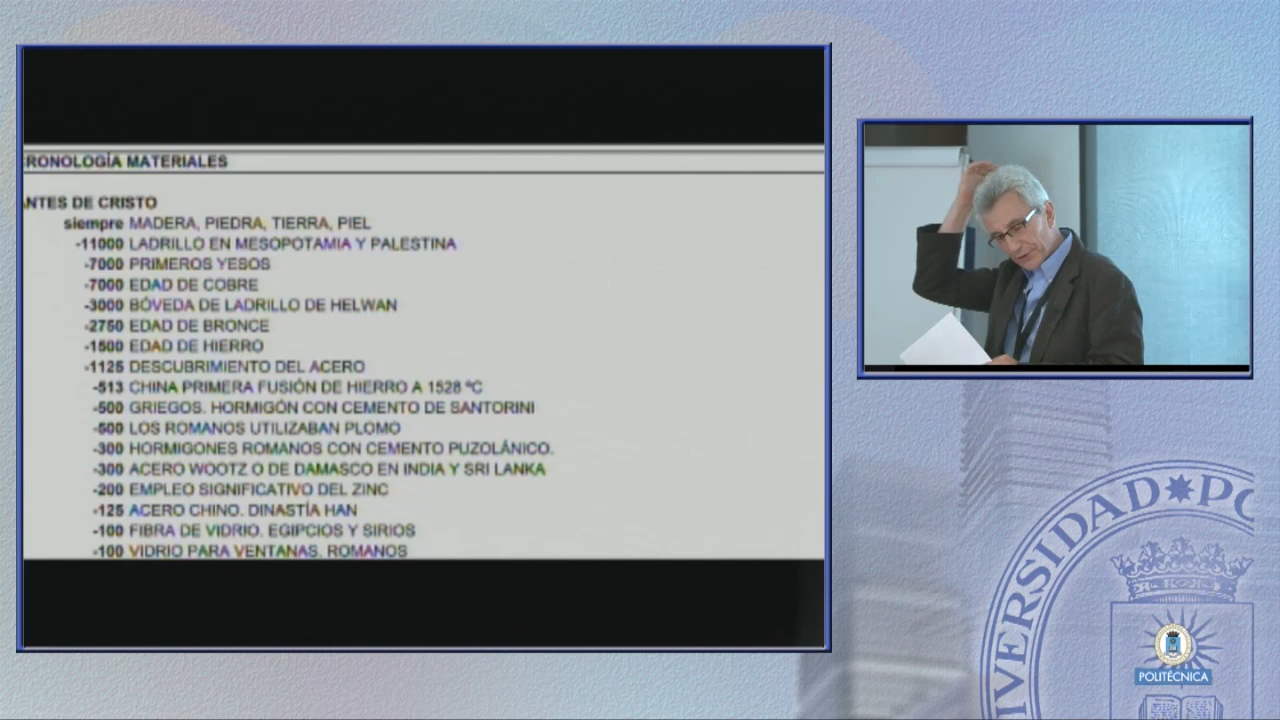 RONOLOGÍA MATERIALES
ANTES DE CRISTO
siempre MADERA, PIEDRA, TIERRA, PIEL
-11000 LADRILLO EN MESOPOTAMIA Y PALESTINA
-7000 PRIMEROS YESOS
-7000 EDAD DE COBRE
-3000 BÓVEDA DE LADRILLO DE HELWAN
-2750 EDAD DE BRONCE
-1500 EDAD DE HIERRO
-1125 DESCUBRIMIENTO DEL ACERO
-513 CHINA PRIMERA FUSIÓN DE HIERRO A 1528 ºC
-500 GRIEGOS. HORMIGÓN CON CEMENTO DE SANTORINI
-500 LOS ROMANOS UTILIZABAN PLOMO
-300 HORMIGONES ROMANOS CON CEMENTO PUZOLÁNICO.
-300 ACERO WOOTZ O DE DAMASCO EN INDIA Y SRI LANKA
-200 EMPLEO SIGNIFICATIVO DEL ZINC
-125 ACERO CHINO. DINASTÍA HAN
-100 FIBRA DE VIDRIO. EGIPCIOS Y SIRIOS
-100 VIDRIO PARA VENTANAS. ROMANOS
IVERSIDAD PO
POLITÉCNICA